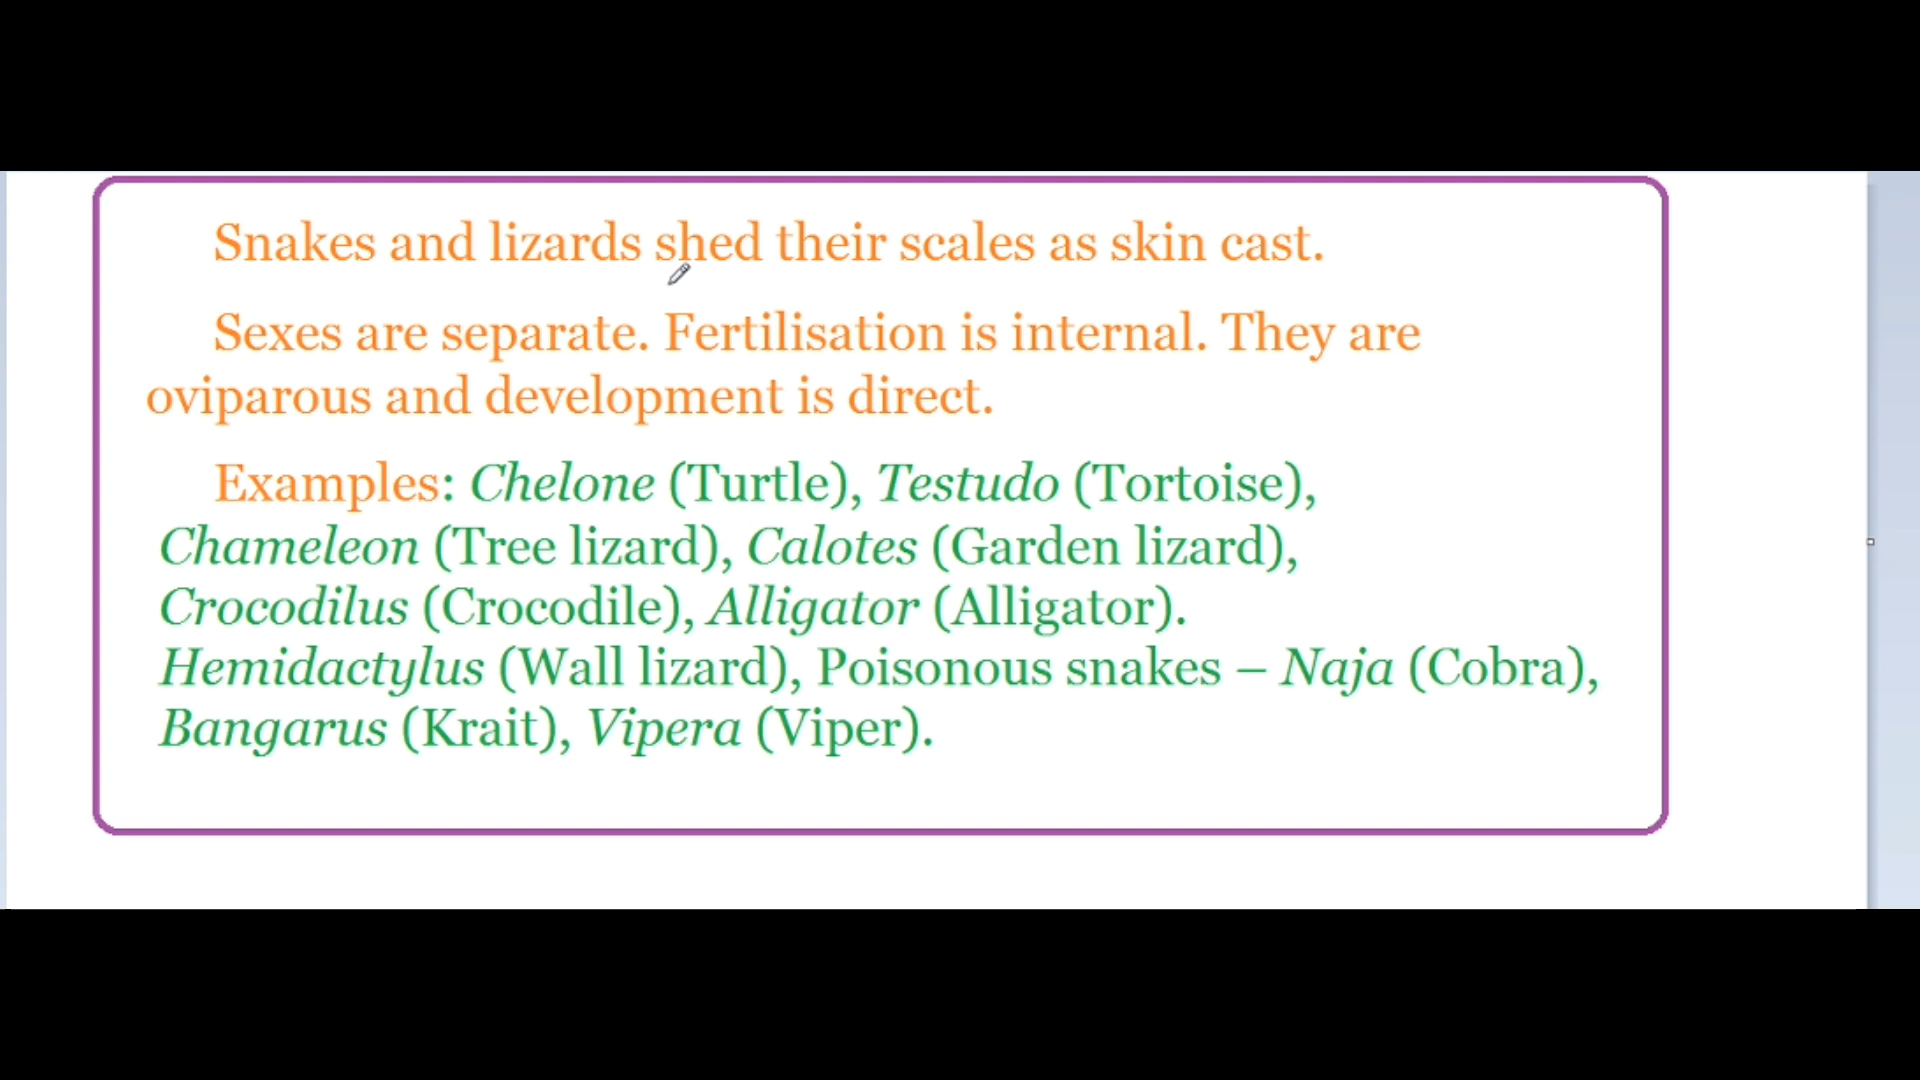 Snakes and lizards shed their scales as skin cast.
Sexes are separate. Fertilisation is internal. They are
oviparous and development is direct.
Examples: Chelone (Turtle), Testudo (Tortoise),
Chameleon (Tree lizard), Calotes (Garden lizard),
Crocodilus (Crocodile), Alligator (Alligator).
Hemidactylus (Wall lizard), Poisonous snakes – Naja (Cobra),
Bangarus (Krait), Vipera (Viper).